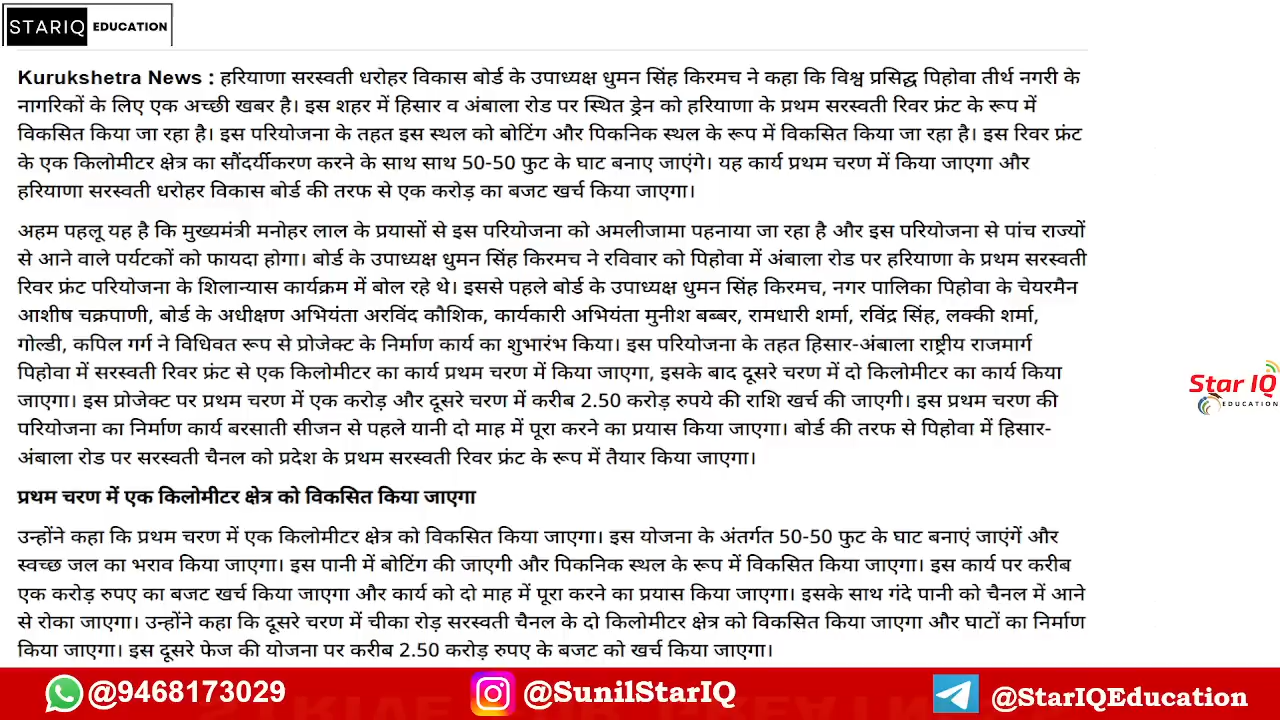 STARIQ EDUCATION
Kurukshetra News : हरियाणा सरस्वती धरोहर विकास बोर्ड के उपाध्यक्ष धुमन सिंह किरमच ने कहा कि विश्व प्रसिद्ध पिहोवा तीर्थ नगरी के
नागरिकों के लिए एक अच्छी खबर है। इस शहर में हिसार व अंबाला रोड पर स्थित ड्रेन को हरियाणा के प्रथम सरस्वती रिवर फ्रंट के रूप में
विकसित किया जा रहा है। इस परियोजना के तहत इस स्थल को बोटिंग और पिकनिक स्थल के रूप में विकसित किया जा रहा है। इस रिवर फ्रंट
के एक किलोमीटर क्षेत्र का सौंदर्यीकरण करने के साथ साथ 50-50 फुट के घाट बनाए जाएंगे। यह कार्य प्रथम चरण में किया जाएगा और
हरियाणा सरस्वती धरोहर विकास बोर्ड की तरफ से एक करोड़ का बजट खर्च किया जाएगा।
अहम पहलू यह है कि मुख्यमंत्री मनोहर लाल के प्रयासों से इस परियोजना को अमलीजामा पहनाया जा रहा है और इस परियोजना से पांच राज्यों
से आने वाले पर्यटकों को फायदा होगा। बोर्ड के उपाध्यक्ष धुमन सिंह किरमच ने रविवार को पिहोवा में अंबाला रोड पर हरियाणा के प्रथम सरस्वती
रिवर फ्रंट परियोजना के शिलान्यास कार्यक्रम में बोल रहे थे। इससे पहले बोर्ड के उपाध्यक्ष धुमन सिंह किरमच, नगर पालिका पिहोवा के चेयरमैन
आशीष चक्रपाणी, बोर्ड के अधीक्षण अभियंता अरविंद कौशिक, कार्यकारी अभियंता मुनीश बब्बर, रामधारी शर्मा, रविंद्र सिंह, लक्की शर्मा,
गोल्डी, कपिल गर्ग ने विधिवत रूप से प्रोजेक्ट के निर्माण कार्य का शुभारंभ किया। इस परियोजना के तहत हिसार-अंबाला राष्ट्रीय राजमार्ग
पिहोवा में सरस्वती रिवर फ्रंट से एक किलोमीटर का कार्य प्रथम चरण में किया जाएगा, इसके बाद दूसरे चरण में दो किलोमीटर का कार्य किया
जाएगा। इस प्रोजेक्ट पर प्रथम चरण में एक करोड़ और दूसरे चरण में करीब 2.50 करोड़ रुपये की राशि खर्च की जाएगी। इस प्रथम चरण की
परियोजना का निर्माण कार्य बरसाती सीजन से पहले यानी दो माह में पूरा करने का प्रयास किया जाएगा। बोर्ड की तरफ से पिहोवा में हिसार-
अंबाला रोड पर सरस्वती चैनल को प्रदेश के प्रथम सरस्वती रिवर फ्रंट के रूप में तैयार किया जाएगा।
प्रथम चरण में एक किलोमीटर क्षेत्र को विकसित किया जाएगा
उन्होंने कहा कि प्रथम चरण में एक किलोमीटर क्षेत्र को विकसित किया जाएगा। इस योजना के अंतर्गत 50-50 फुट के घाट बनाएं जाएंगें और
स्वच्छ जल का भराव किया जाएगा। इस पानी में बोटिंग की जाएगी और पिकनिक स्थल के रूप में विकसित किया जाएगा। इस कार्य पर करीब
एक करोड़ रुपए का बजट खर्च किया जाएगा और कार्य को दो माह में पूरा करने का प्रयास किया जाएगा। इसके साथ गंदे पानी को चैनल में आने
से रोका जाएगा। उन्होंने कहा कि दूसरे चरण में चीका रोड़ सरस्वती चैनल के दो किलोमीटर क्षेत्र को विकसित किया जाएगा और घाटों का निर्माण
किया जाएगा। इस दूसरे फेज की योजना पर करीब 2.50 करोड़ रुपए के बजट को खर्च किया जाएगा।
Star IQ
EDUCATION
@9468173029 @SunilStarIQ @StarIQEducation